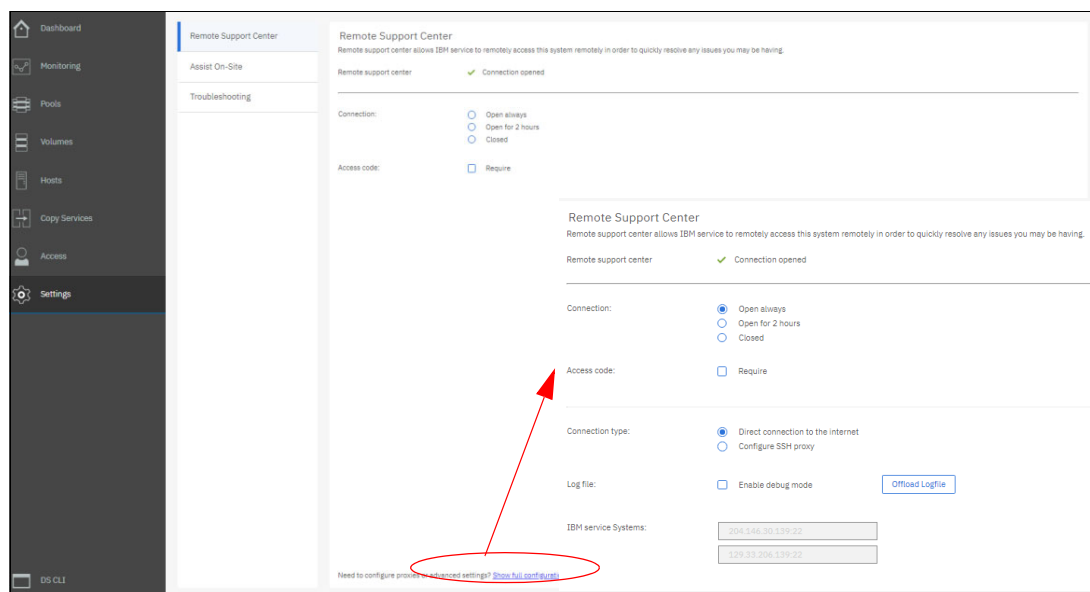 Dashboard
Monitoring
Pools
Volumes
Hosts
Copy Services
Access
Settings
DS CLI
Remote Support Center
Assist On-Site
Troubleshooting
Remote Support Center
Remote support center allows IBM service to remotely access this system remotely in order to quickly resolve any issues you may be having.
Remote support center Connection opened
Connection: Open always
Open for 2 hours
Closed
Access code: Require
Need to configure proxies or advanced settings? Show full configurati
Remote Support Center
Remote support center allows IBM service to remotely access this system remotely in order to quickly resolve any issues you may be having.
Remote support center Connection opened
Connection: Open always
Open for 2 hours
Closed
Access code: Require
Connection type: Direct connection to the internet
Configure SSH proxy
Log file: Enable debug mode Offload Logfile
IBM service Systems: 204.146.30.139:22
129.33.206.139:22